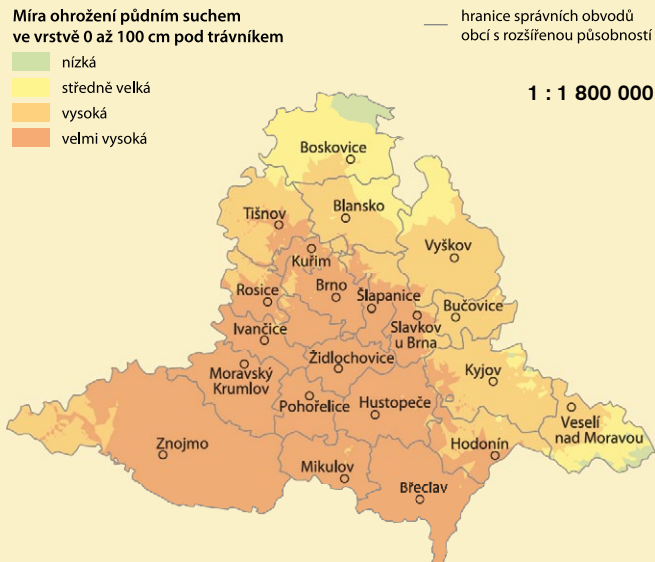 Míra ohrožení půdním suchem
ve vrstvě 0 až 100 cm pod trávníkem
nízká
středně velká
vysoká
velmi vysoká
hranice správních obvodů
obcí s rozšířenou působností
1 : 1 800 000
Boskovice
Blansko
Tišnov
Vyškov
Kuřim
Brno
Rosice
Šlapanice
Bučovice
Ivančice
Slavkov
u Brna
Židlochovice
Moravský
Krumlov
Kyjov
Pohořelice
Hustopeče
Veselí
nad Moravou
Znojmo
Hodonín
Mikulov
Břeclav